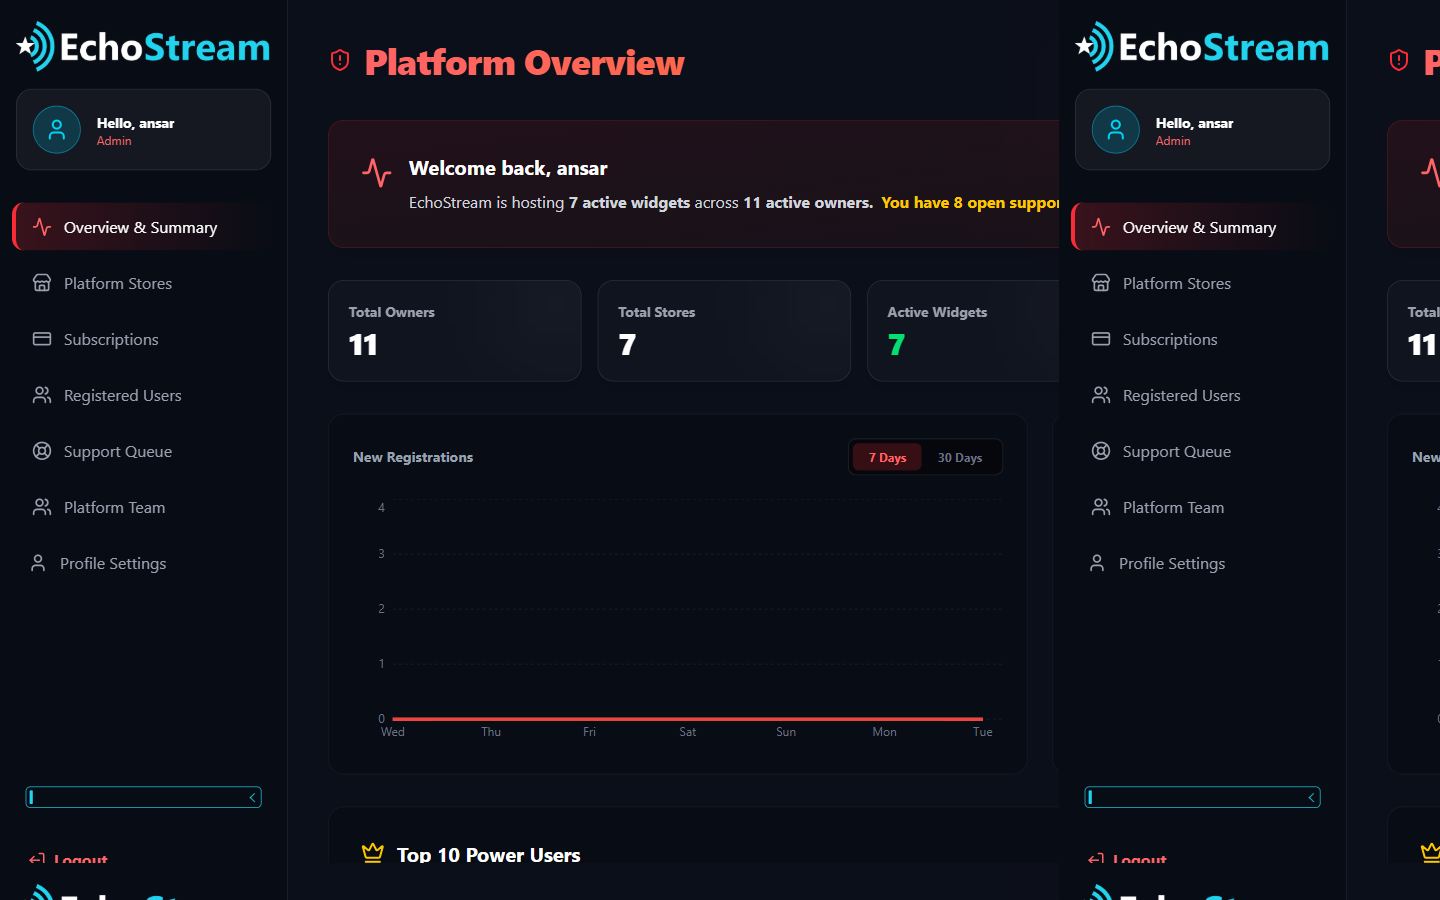 EchoStream
Hello, ansar
Admin
Overview & Summary
Platform Stores
Subscriptions
Registered Users
Support Queue
Platform Team
Profile Settings
Logout
Platform Overview
Welcome back, ansar
EchoStream is hosting 7 active widgets across 11 active owners. You have 8 open suppor
Total Owners
11
Total Stores
7
Active Widgets
7
New Registrations
7 Days
30 Days
4
3
2
1
0
Wed Thu Fri Sat Sun Mon Tue
Top 10 Power Users
EchoStream
Hello, ansar
Admin
Overview & Summary
Platform Stores
Subscriptions
Registered Users
Support Queue
Platform Team
Profile Settings
Logout
P
Total
11
New